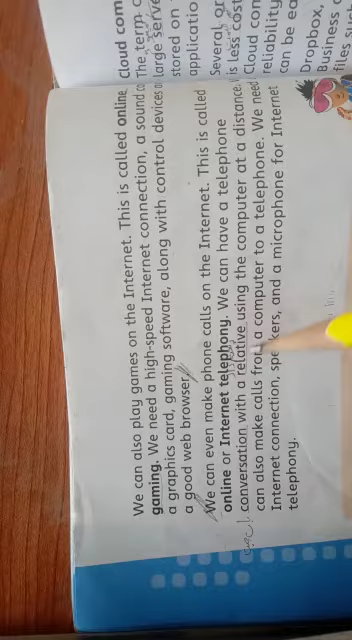 We can also play games on the Internet. This is called online
gaming. We need a high-speed Internet connection, a sound
a graphics card, gaming software, along with control devices
a good web browser.
We can even make phone calls on the Internet. This is called
online or Internet telephony. We can have a telephone
conversation with a relative using the computer at a distance.
can also make calls from a computer to a telephone. We need
Internet connection, and a microphone for Internet
telephony.
Cloud com
The term
large serve
stored on
applicatio
Several or
is less cost
Cloud con
reliability
can be ea
Dropbox,
Business
files suc